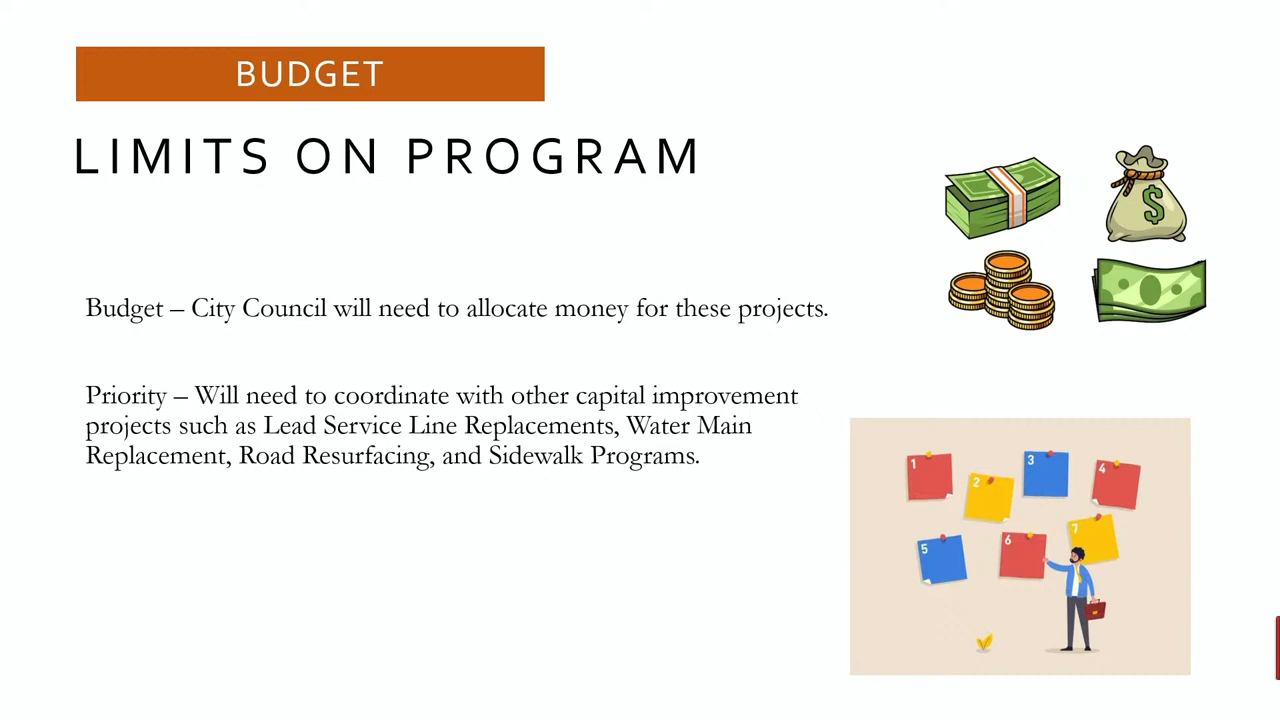 BUDGET
LIMITS ON PROGRAM
Budget – City Council will need to allocate money for these projects.
Priority – Will need to coordinate with other capital improvement
projects such as Lead Service Line Replacements, Water Main
Replacement, Road Resurfacing, and Sidewalk Programs.
$
1
2
3
4
5
6
7